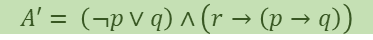 A′ = (¬p ∨ q) ∧ (r → (p → q))